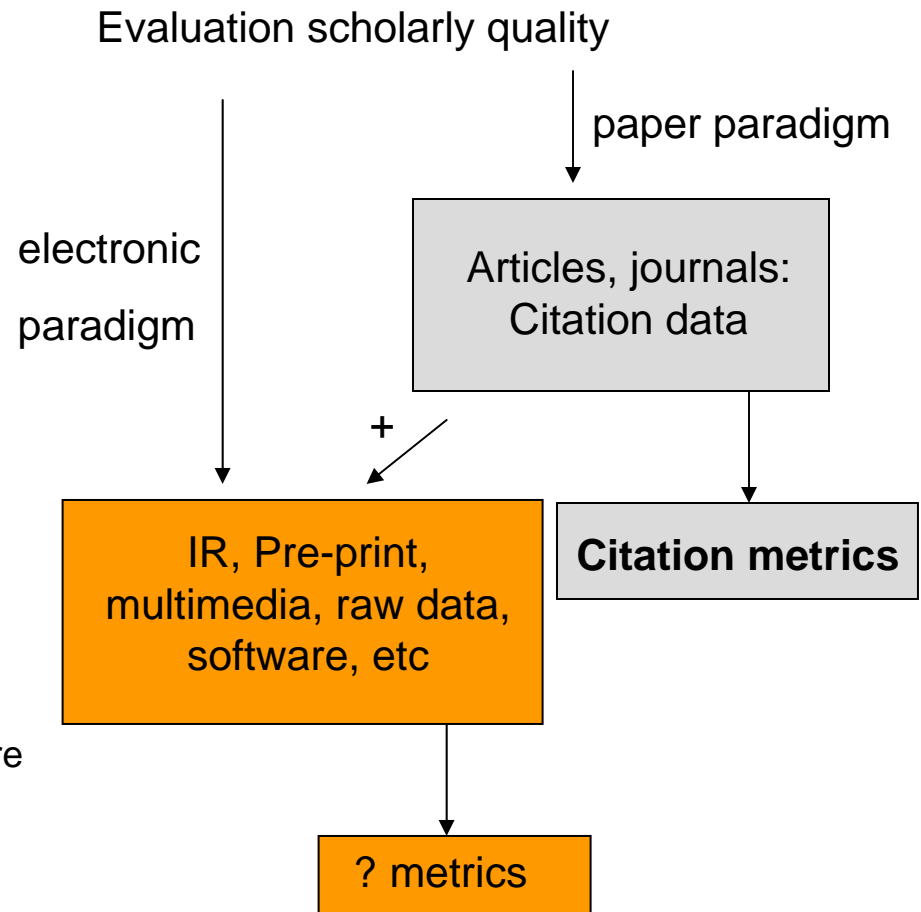 Evaluation scholarly quality
paper paradigm
electronic
paradigm
Articles, journals:
Citation data
+
IR, Pre-print,
multimedia, raw data,
software, etc
Citation metrics
? metrics